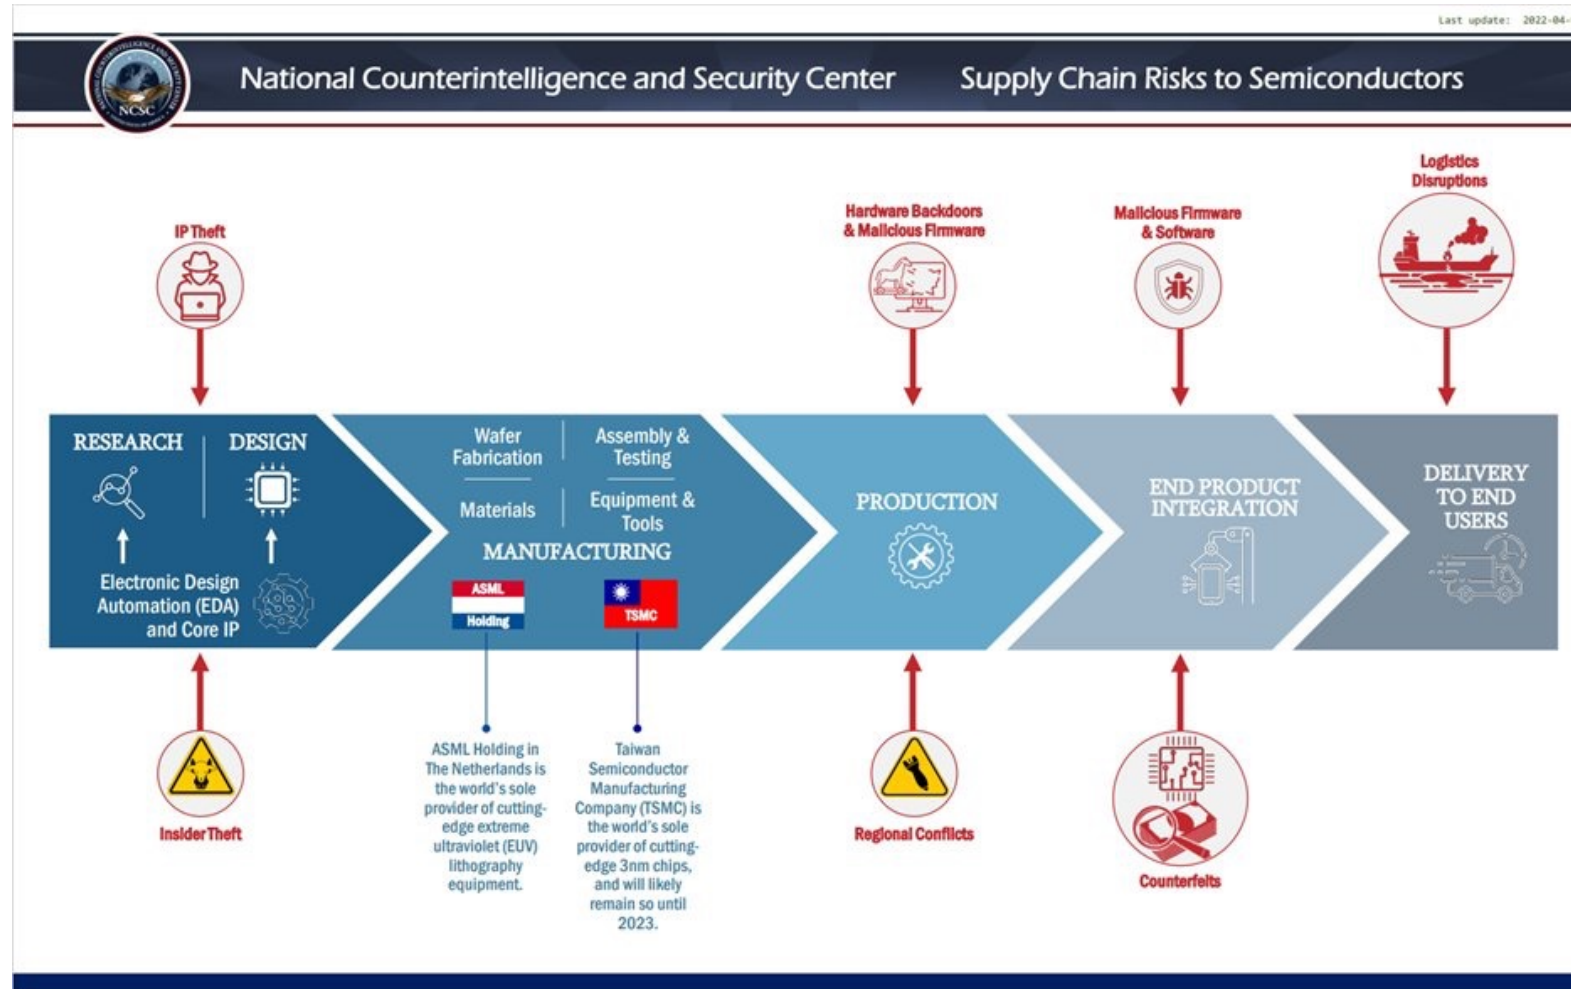 Last update: 2022-04-
National Counterintelligence and Security Center
Supply Chain Risks to Semiconductors
NCSC
IP Theft
Hardware Backdoors
& Malicious Firmware
Malicious Firmware
& Software
Logistics
Disruptions
RESEARCH
DESIGN
Electronic Design
Automation (EDA)
and Core IP
Wafer
Fabrication
Assembly &
Testing
Materials
Equipment &
Tools
MANUFACTURING
ASML
Holding
TSMC
PRODUCTION
END PRODUCT
INTEGRATION
DELIVERY
TO END
USERS
Insider Theft
ASML Holding in
The Netherlands is
the world's sole
provider of cutting-
edge extreme
ultraviolet (EUV)
lithography
equipment.
Taiwan
Semiconductor
Manufacturing
Company (TSMC) is
the world's sole
provider of cutting-
edge 3nm chips,
and will likely
remain so until
2023.
Regional Conflicts
Counterfeits